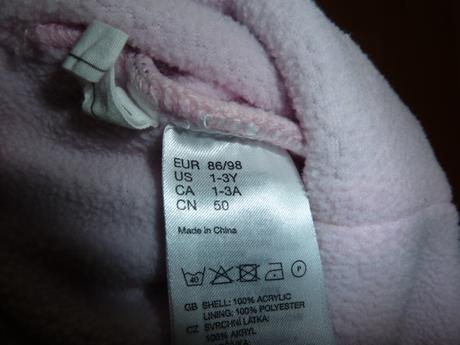 EUR 86/98
US 1-3Y
CA 1-3A
CN 50
Made in China
40 P
GB SHELL: 100% ACRYLIC
LINING: 100% POLYESTER
CZ SVRCHNÍ LÁTKA:
100% AKRYL